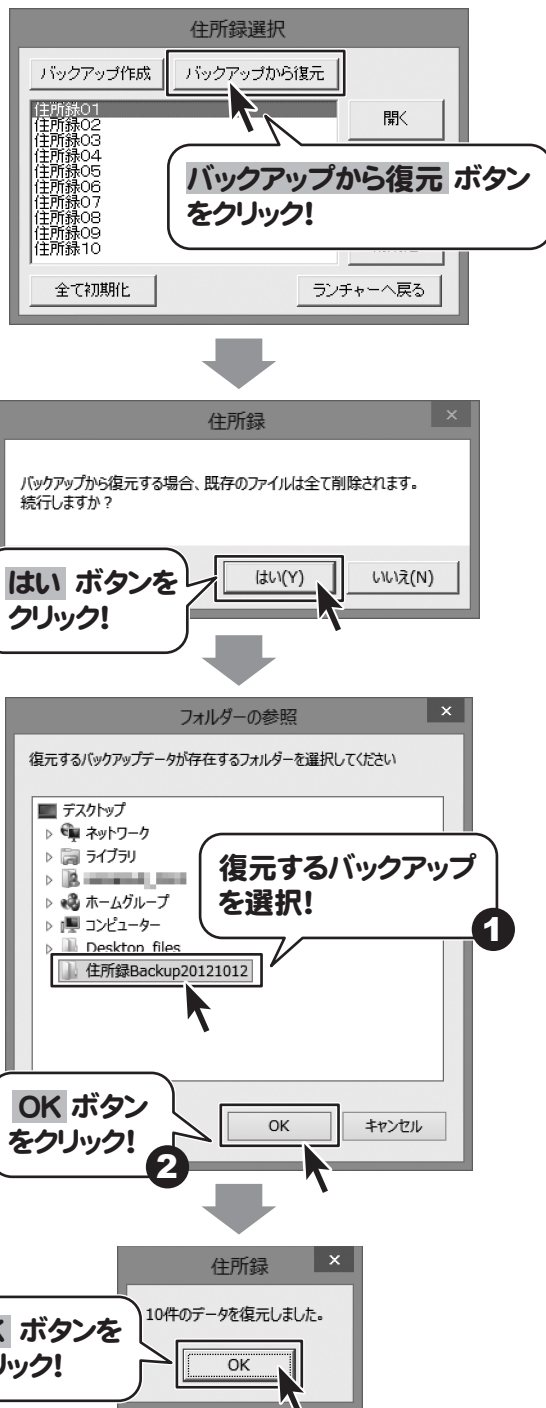 住所録選択
バックアップ作成
バックアップから復元
住所録01
住所録02
住所録03
住所録04
住所録05
住所録06
住所録07
住所録08
住所録09
住所録10
開く
バックアップから復元 ボタン
をクリック!
全て初期化
ランチャーへ戻る
住所録
バックアップから復元する場合、既存のファイルは全て削除されます。
続行しますか?
はい(Y)
いいえ(N)
はい ボタンを
クリック!
フォルダーの参照
復元するバックアップデータが存在するフォルダーを選択してください
デスクトップ
ネットワーク
ライブラリ
ホームグループ
コンピューター
Desktop files
住所録Backup20121012
復元するバックアップ
を選択!
1
OK ボタン
をクリック!
2
OK
キャンセル
住所録
10件のデータを復元しました。
ボタンを
ック!
OK